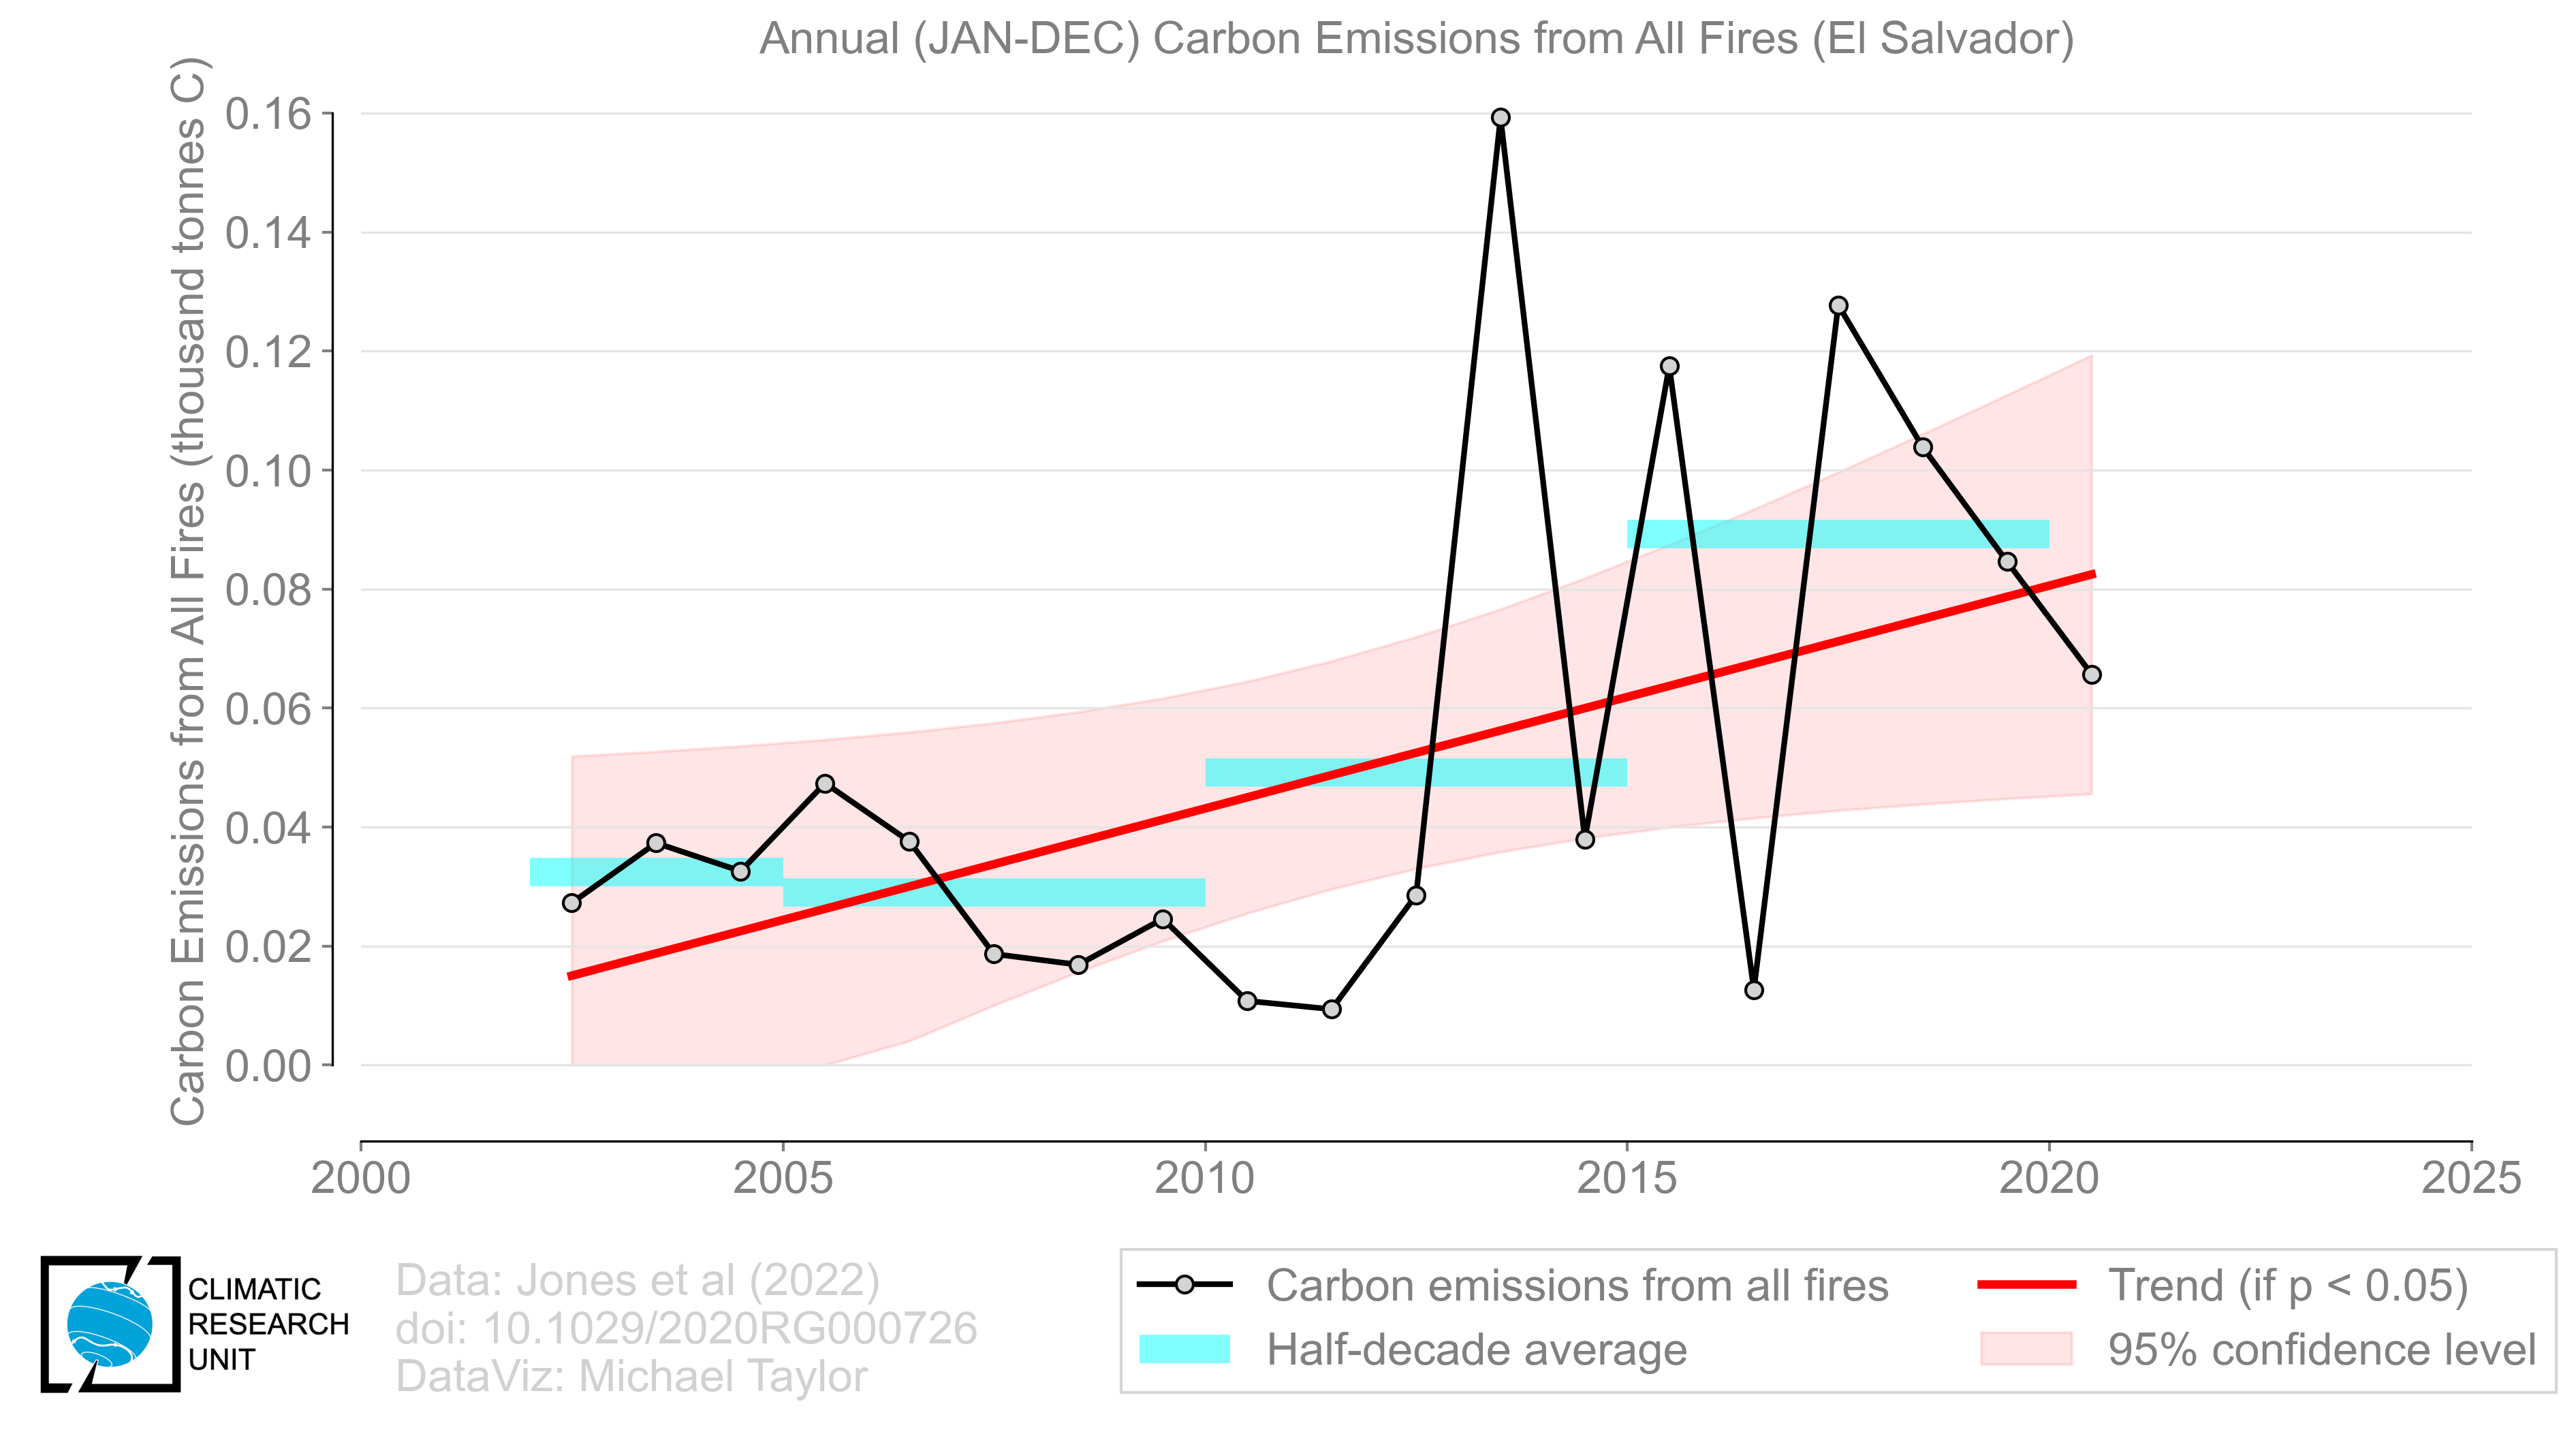 Annual (JAN-DEC) Carbon Emissions from All Fires (El Salvador)
Carbon Emissions from All Fires (thousand tonnes C)
0.16
0.14
0.12
0.10
0.08
0.06
0.04
0.02
0.00
2000
2005
2010
2015
2020
2025
CLIMATIC
RESEARCH
UNIT
Data: Jones et al (2022)
doi: 10.1029/2020RG000726
DataViz: Michael Taylor
Carbon emissions from all fires
Half-decade average
Trend (if p < 0.05)
95% confidence level